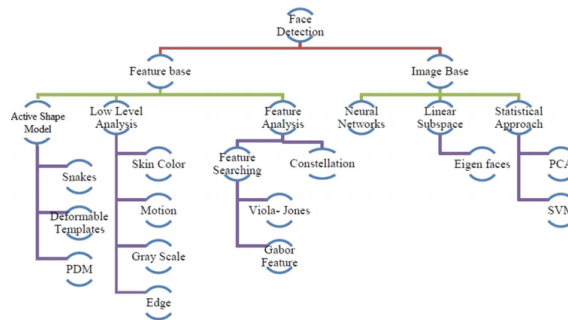 Face
Detection
Feature base
Image Base
Active Shape
Model
Low Level
Analysis
Feature
Analysis
Neural
Networks
Linear
Subspace
Statistical
Approach
Snakes
Deformable
Templates
PDM
Skin Color
Motion
Gray Scale
Edge
Feature
Searching
Constellation
Viola- Jones
Gabor
Feature
Eigen faces
PCA
SVM